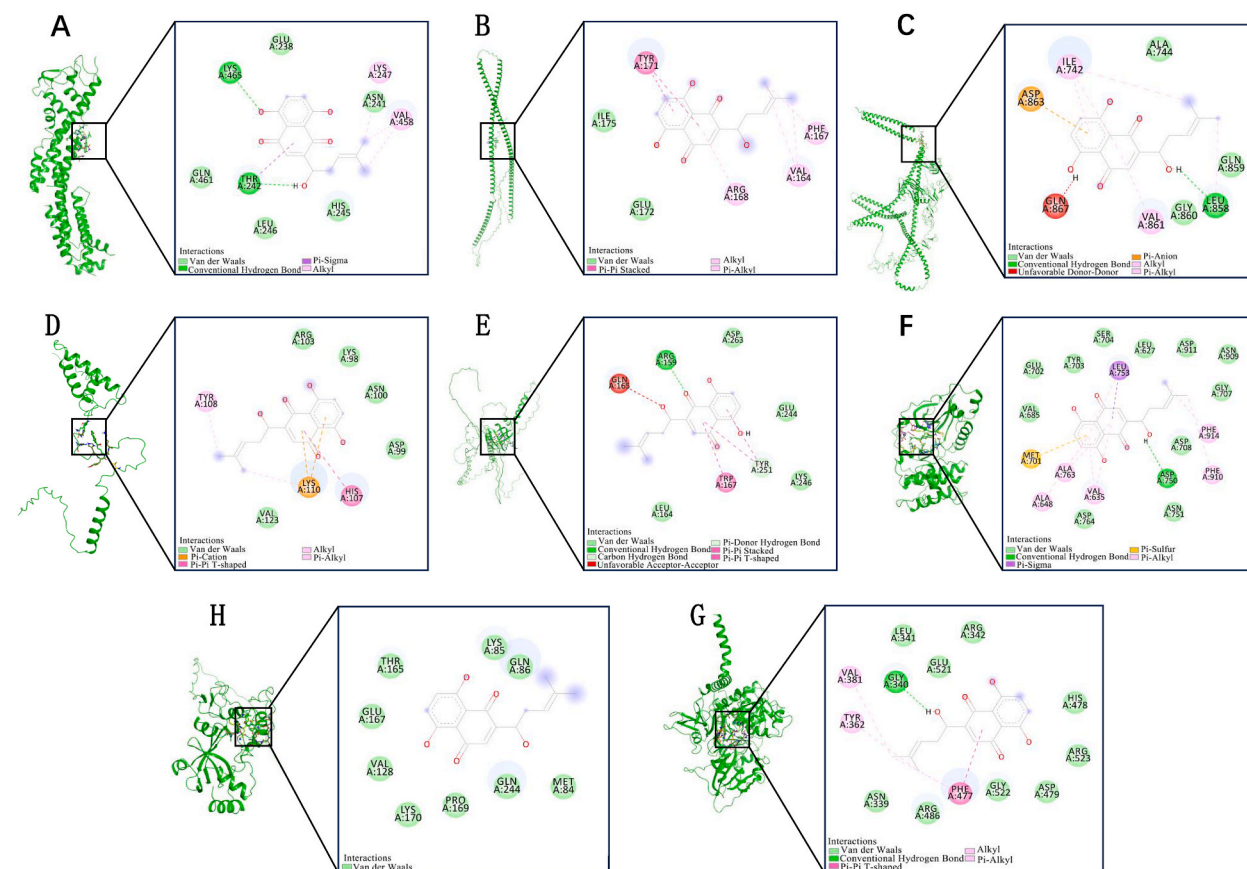 A
GLU
A:238
LYS
A:465
LYS
A:247
ASN
A:241
VAL
A:458
O
O
O
O
GLN
A:461
THR
A:242
H O
HIS
A:245
LEU
A:246
Interactions
Van der Waals
Conventional Hydrogen Bond
Pi-Sigma
Alkyl
B
TYR
A:171
ILE
A:175
PHE
A:167
VAL
A:164
ARG
A:168
GLU
A:172
Interactions
Van der Waals
Pi-Pi Stacked
Alkyl
Pi-Alkyl
C
ILE
A:742
ALA
A:744
ASP
A:863
GLN
A:859
GLN
A:867
VAL
A:861
GLY
A:860
LEU
A:858
Interactions
Van der Waals
Conventional Hydrogen Bond
Unfavorable Donor-Donor
Pi-Anion
Alkyl
Pi-Alkyl
D
ARG
A:103
LYS
A:98
TYR
A:108
ASN
A:100
ASP
A:99
LYS
A:110
HIS
A:107
VAL
A:123
Interactions
Van der Waals
Pi-Cation
Pi-Pi T-shaped
Alkyl
Pi-Alkyl
E
ASP
A:263
ARG
A:159
GLN
A:165
GLU
A:244
TYR
A:251
TRP
A:167
LYS
A:246
LEU
A:164
Interactions
Van der Waals
Conventional Hydrogen Bond
Carbon Hydrogen Bond
Unfavorable Acceptor-Acceptor
Pi-Donor Hydrogen Bond
Pi-Pi Stacked
Pi-Pi T-shaped
F
SER
A:704
LEU
A:627
ASP
A:911
ASN
A:909
GLU
A:702
TYR
A:703
LEU
A:753
GLY
A:707
VAL
A:685
PHE
A:914
MET
A:701
ASP
A:708
ALA
A:763
PHE
A:910
ALA
A:648
VAL
A:635
ASP
A:750
ASP
A:764
ASN
A:751
Interactions
Van der Waals
Conventional Hydrogen Bond
Pi-Sigma
Pi-Sulfur
Pi-Alkyl
H
LYS
A:85
GLN
A:86
THR
A:165
GLU
A:167
VAL
A:128
GLN
A:244
MET
A:84
PRO
A:169
LYS
A:170
Interactions
Van der Waals
G
LEU
A:341
ARG
A:342
VAL
A:381
GLY
A:340
GLU
A:521
HIS
A:478
TYR
A:362
ARG
A:523
PHE
A:477
GLY
A:522
ASP
A:479
ASN
A:339
ARG
A:486
Interactions
Van der Waals
Conventional Hydrogen Bond
Pi-Pi T-shaped
Alkyl
Pi-Alkyl